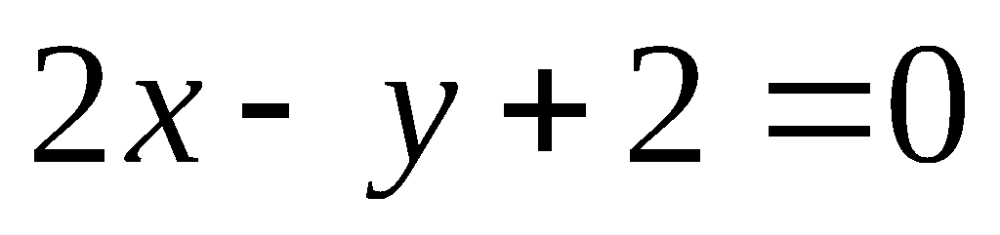 2x - y + 2 = 0